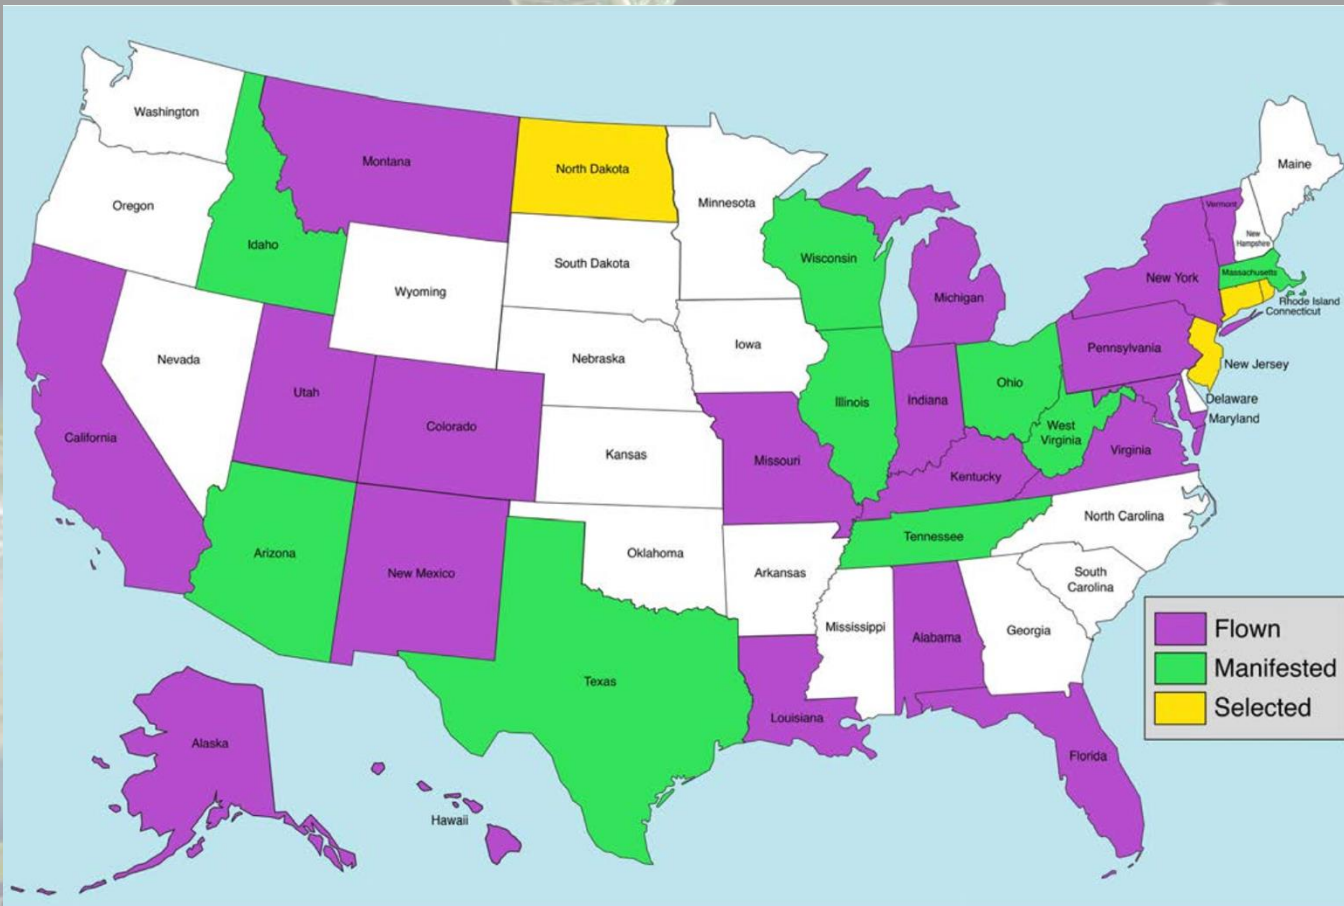 Washington
Montana
North Dakota
Minnesota
Maine
Oregon
Idaho
Vermont
New
Hampshire
Wisconsin
South Dakota
Massachusetts
New York
Wyoming
Michigan
Rhode Island
Connecticut
Iowa
Pennsylvania
Nevada
Nebraska
New Jersey
Ohio
Utah
Illinois
Indiana
Delaware
Maryland
California
Colorado
West
Virginia
Virginia
Kansas
Missouri
Kentucky
North Carolina
Tennessee
Arizona
Oklahoma
New Mexico
Arkansas
South
Carolina
Mississippi
Alabama
Georgia
Flown
Manifested
Selected
Texas
Louisiana
Alaska
Florida
Hawaii